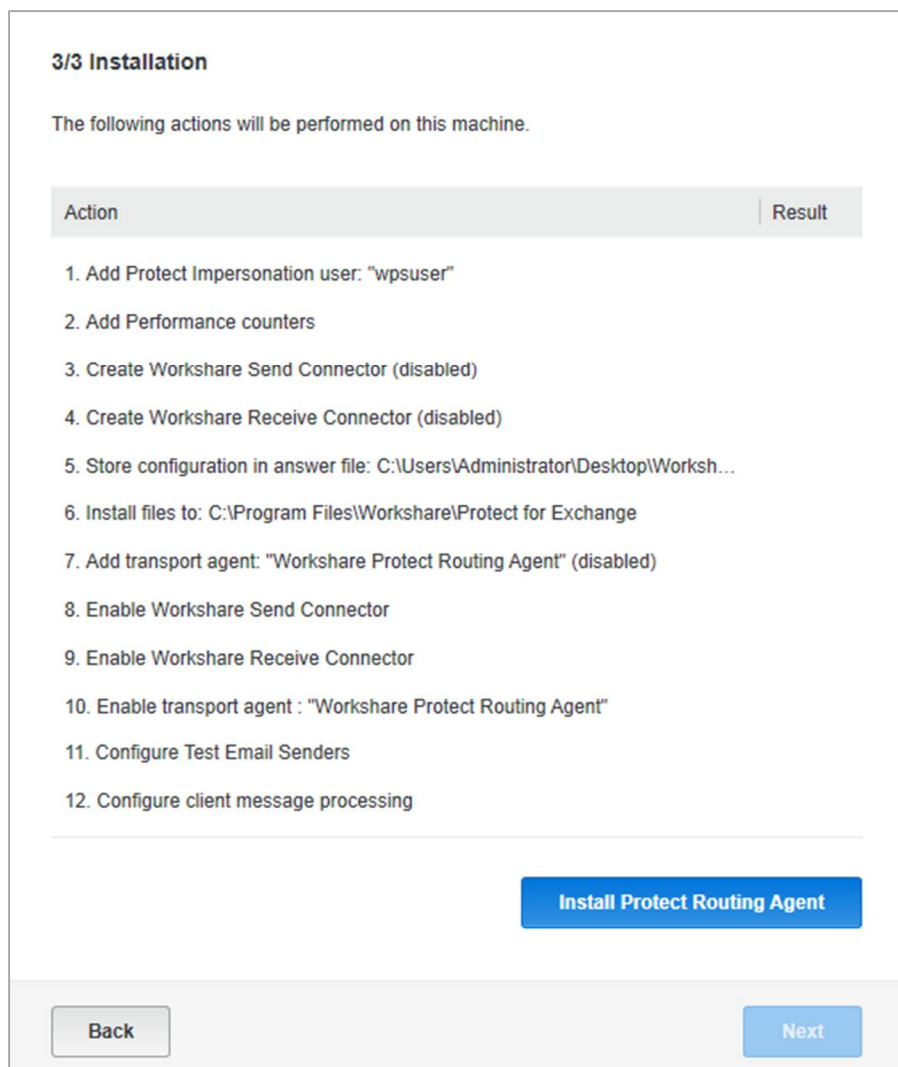 3/3 Installation
The following actions will be performed on this machine.
Action Result
1. Add Protect Impersonation user: "wpsuser"
2. Add Performance counters
3. Create Workshare Send Connector (disabled)
4. Create Workshare Receive Connector (disabled)
5. Store configuration in answer file: C:\Users\Administrator\Desktop\Worksh...
6. Install files to: C:\Program Files\Workshare\Protect for Exchange
7. Add transport agent: "Workshare Protect Routing Agent" (disabled)
8. Enable Workshare Send Connector
9. Enable Workshare Receive Connector
10. Enable transport agent : "Workshare Protect Routing Agent"
11. Configure Test Email Senders
12. Configure client message processing
Install Protect Routing Agent
Back Next